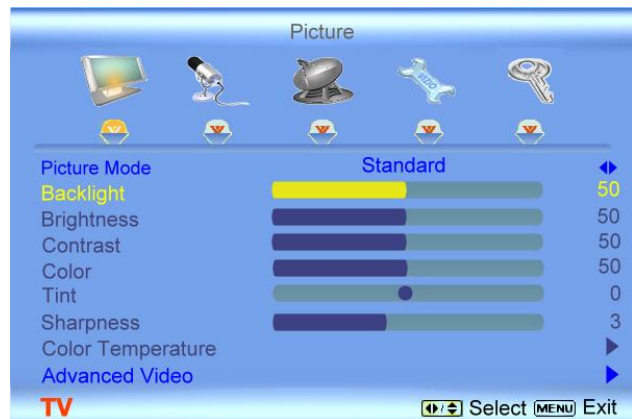 Picture
VIZIO
Picture Mode Standard
Backlight 50
Brightness 50
Contrast 50
Color 50
Tint 0
Sharpness 3
Color Temperature
Advanced Video
TV Select MENU Exit